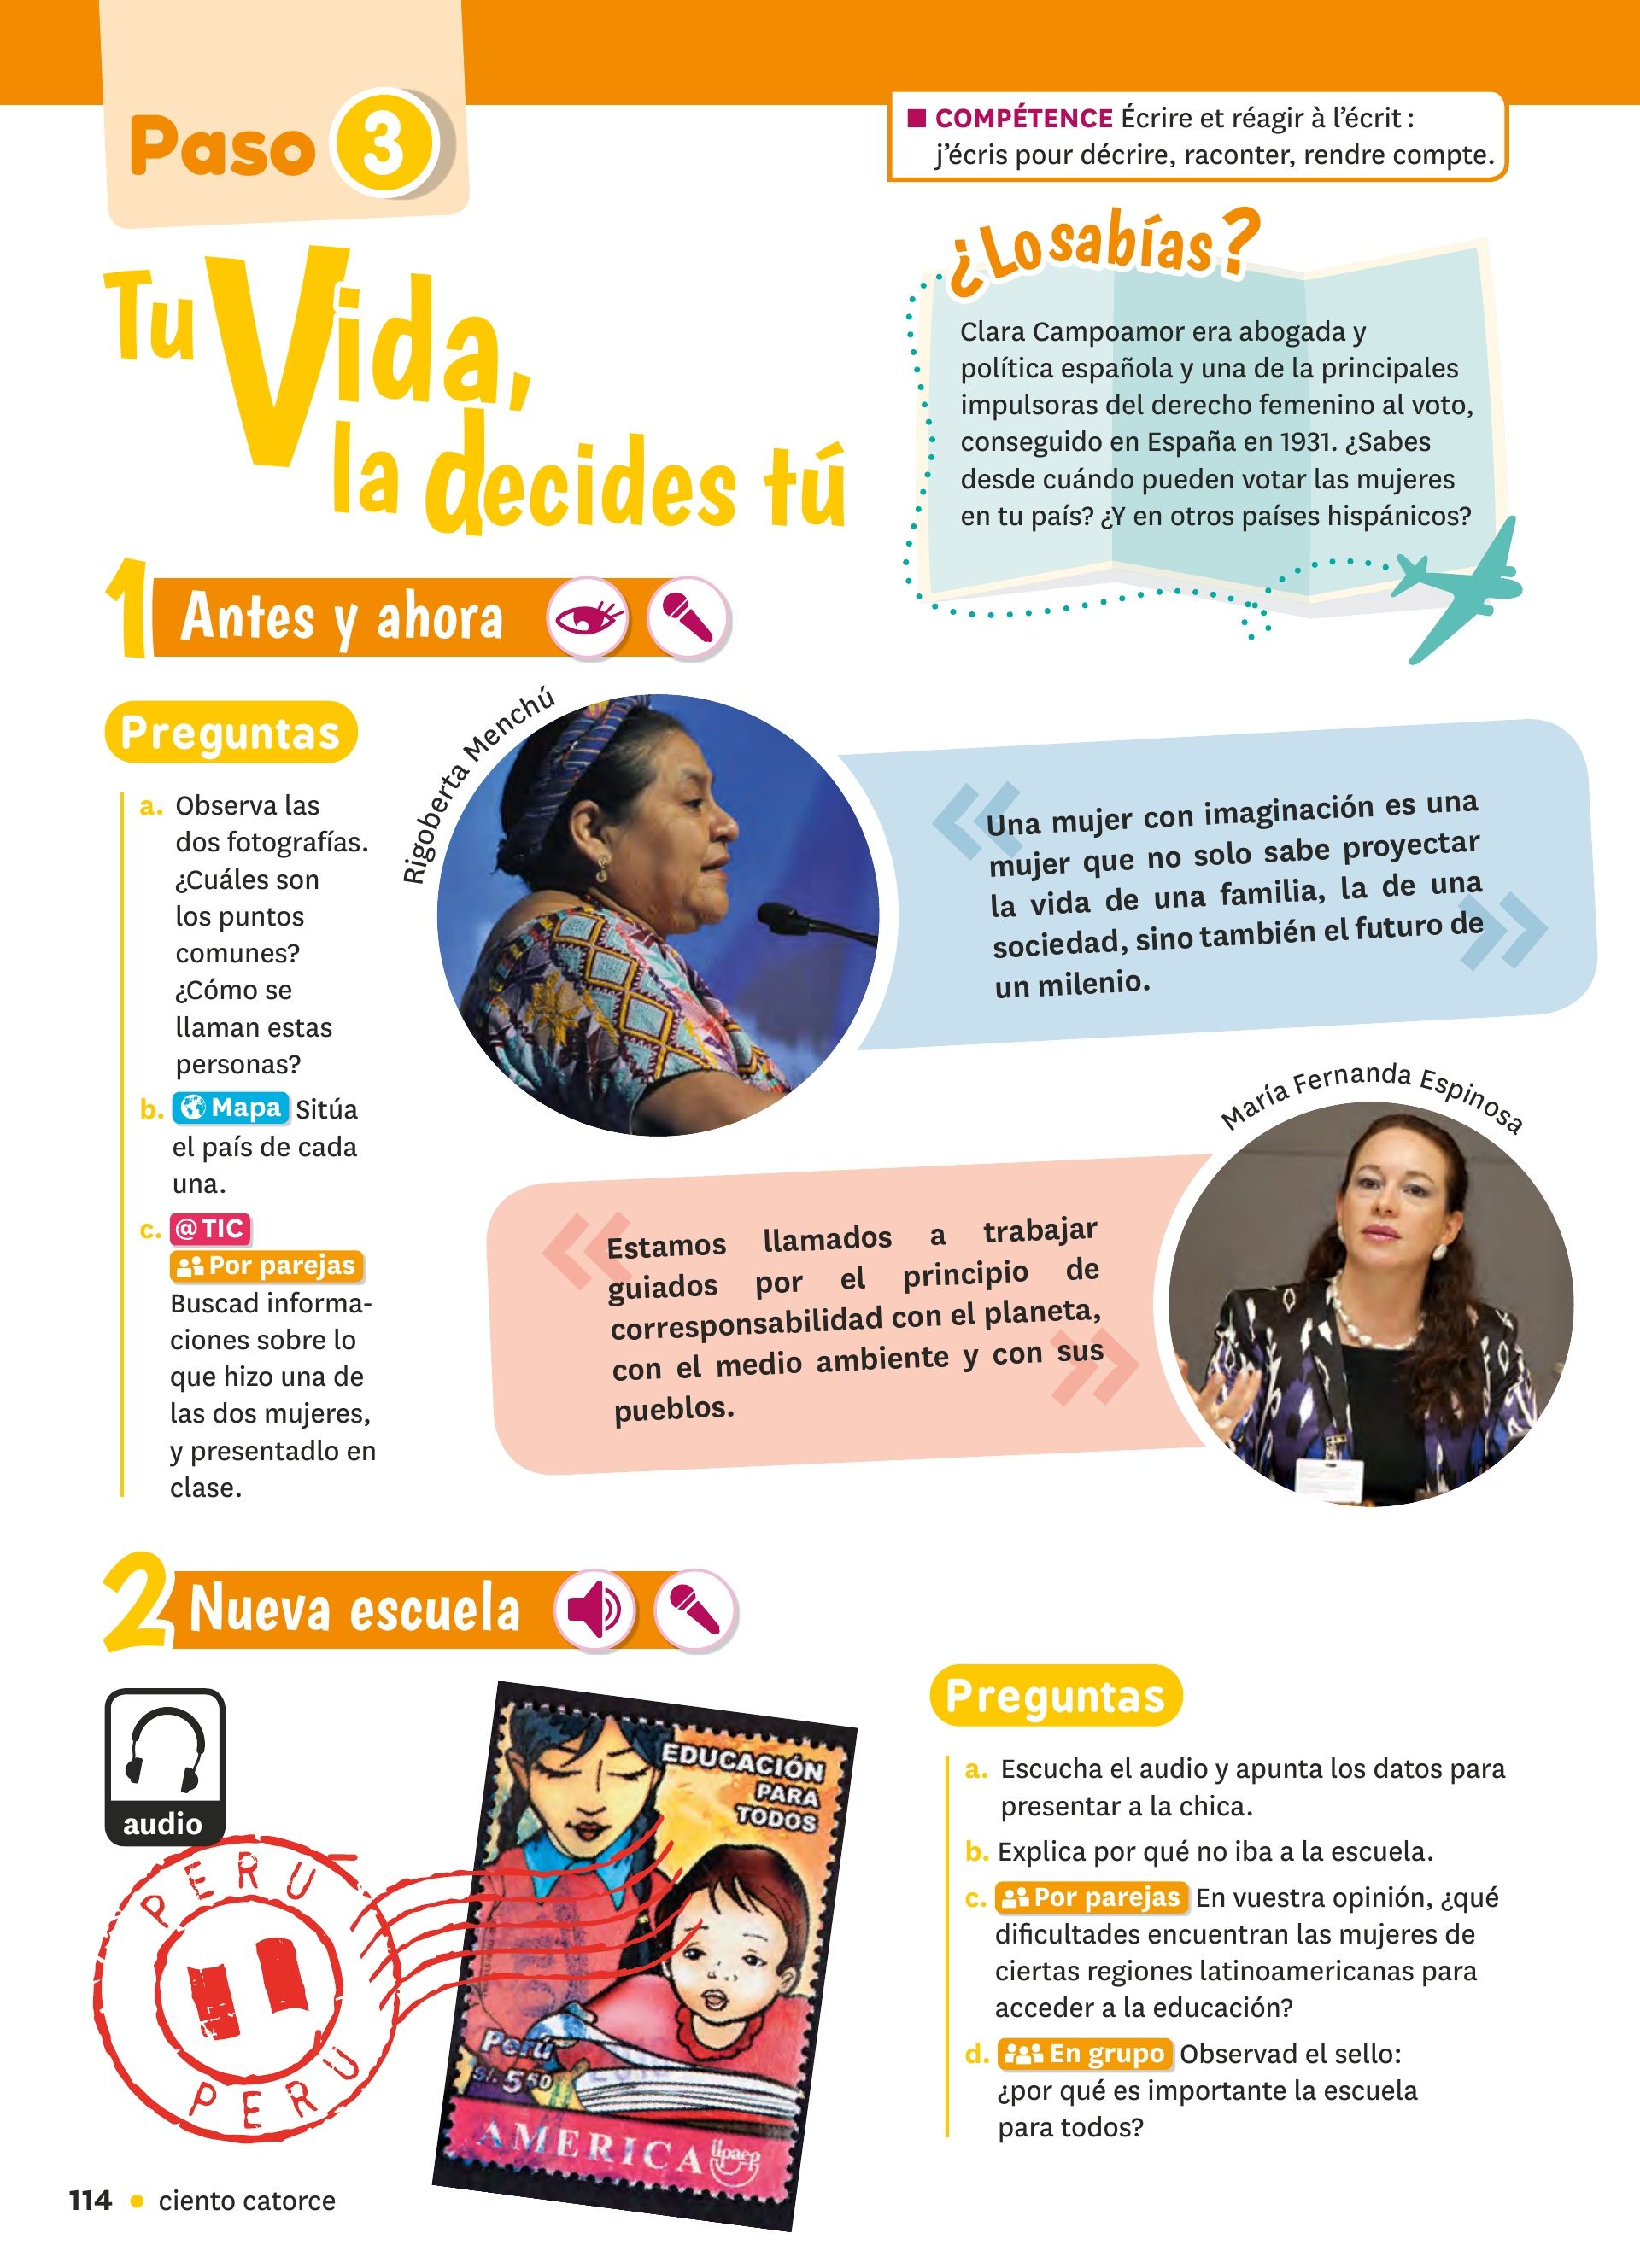 Paso 3
COMPÉTENCE Écrire et réagir à l'écrit :
j'écris pour décrire, raconter, rendre compte.
Tu Vida,
la decides tú
¿Lo sabías?
Clara Campoamor era abogada y
política española y una de la principales
impulsoras del derecho femenino al voto,
conseguido en España en 1931. ¿Sabes
desde cuándo pueden votar las mujeres
en tu país? ¿Y en otros países hispánicos?
1 Antes y ahora
Preguntas
a. Observa las
dos fotografías.
¿Cuáles son
los puntos
comunes?
¿Cómo se
llaman estas
personas?
b. Mapa Sitúa
el país de cada
una.
c. @TIC
Por parejas
Buscad informa-
ciones sobre lo
que hizo una de
las dos mujeres,
y presentadlo en
clase.
Rigoberta Menchú
« Una mujer con imaginación es una
mujer que no solo sabe proyectar
la vida de una familia, la de una
sociedad, sino también el futuro de
un milenio. »
María Fernanda Espinosa
« Estamos llamados a trabajar
guiados por el principio de
corresponsabilidad con el planeta,
con el medio ambiente y con sus
pueblos. »
2 Nueva escuela
audio
PERÚ
PERÚ
EDUCACIÓN
PARA
TODOS
Perú
S/. 5.50
AMERICA
Upaep
Preguntas
a. Escucha el audio y apunta los datos para
presentar a la chica.
b. Explica por qué no iba a la escuela.
c. Por parejas En vuestra opinión, ¿qué
dificultades encuentran las mujeres de
ciertas regiones latinoamericanas para
acceder a la educación?
d. En grupo Observad el sello:
¿por qué es importante la escuela
para todos?
114 • ciento catorce